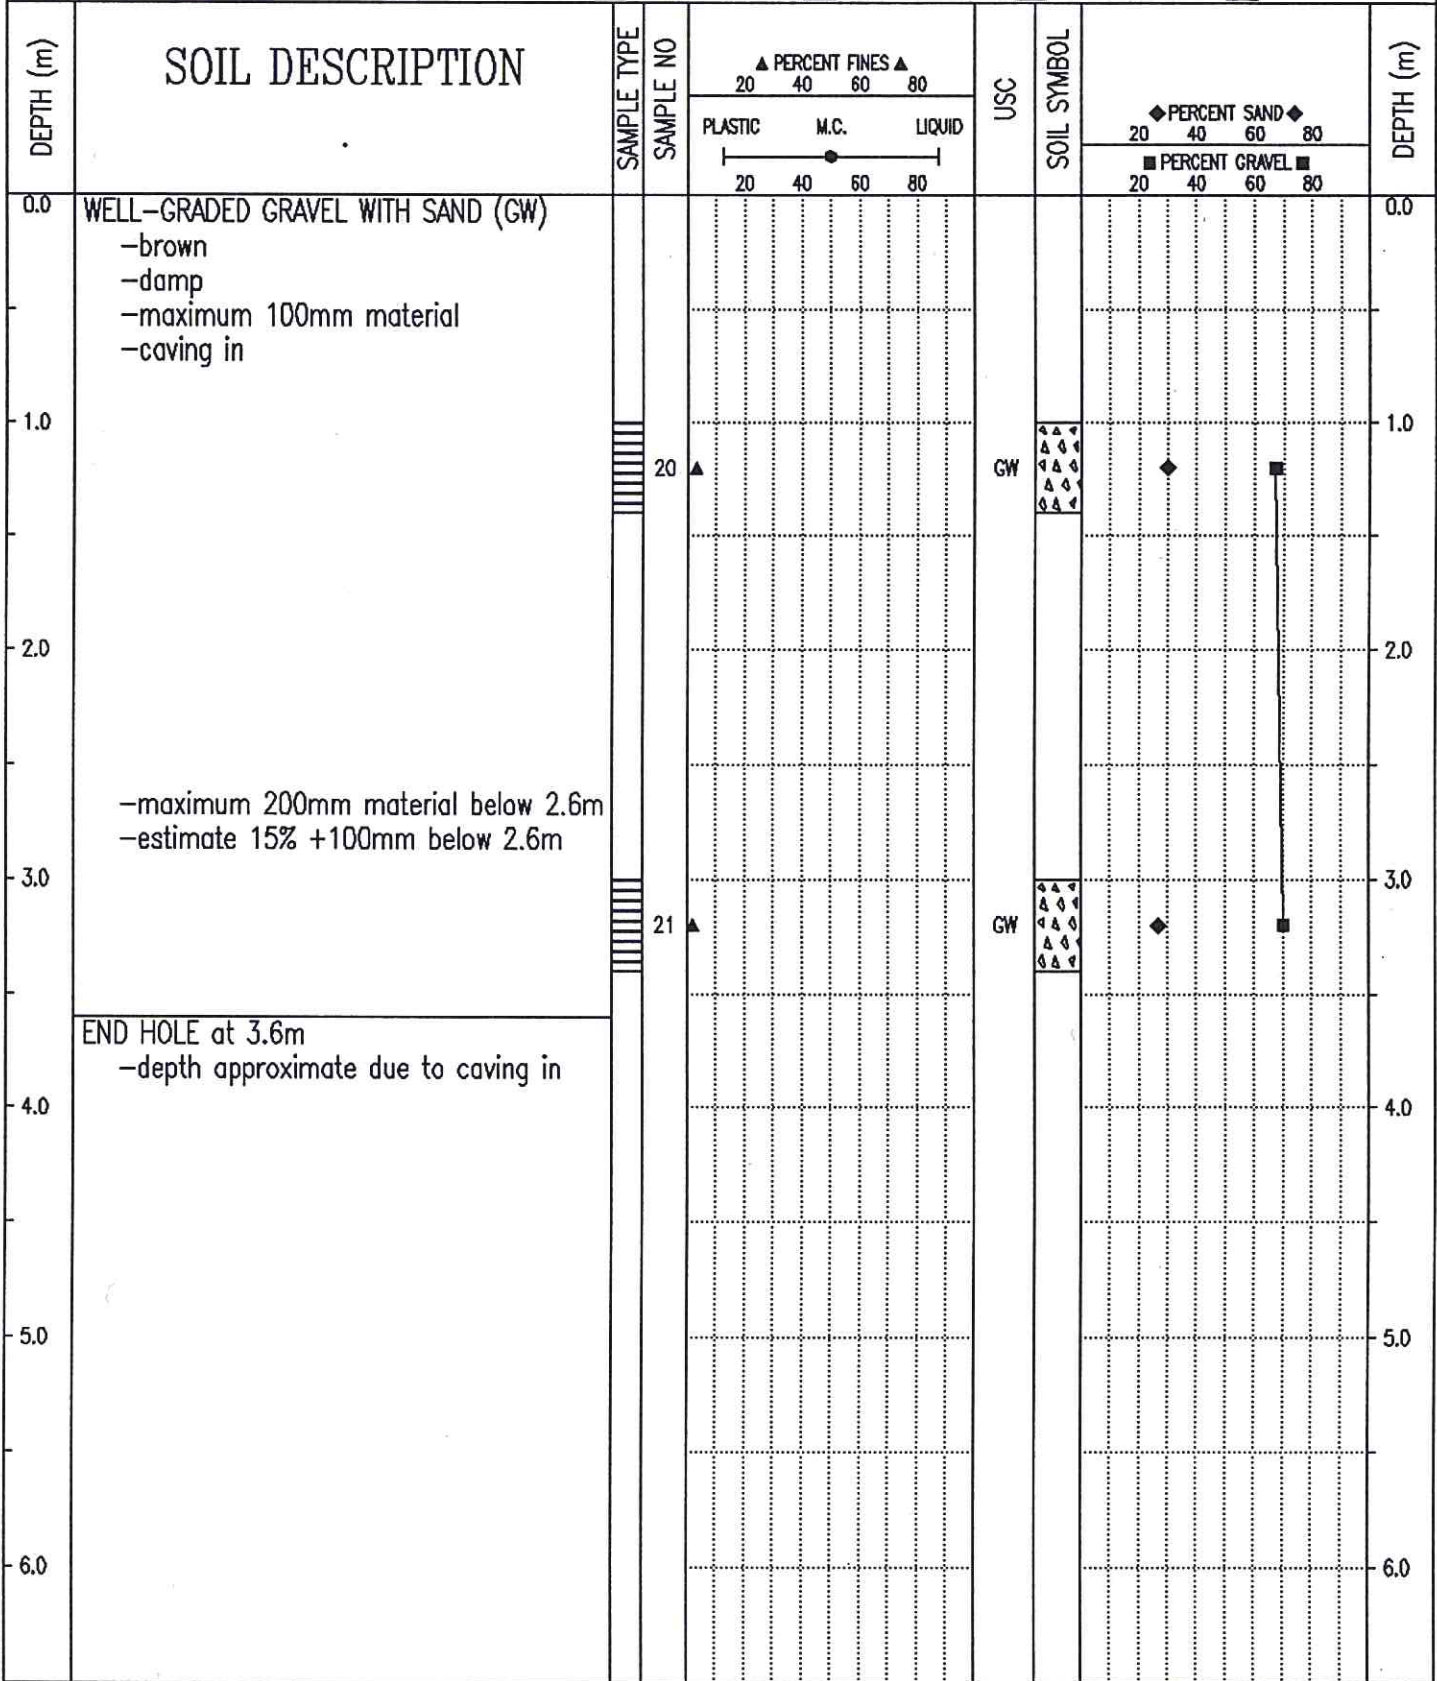 DEPTH (m)
SOIL DESCRIPTION
SAMPLE TYPE
SAMPLE NO
▲ PERCENT FINES ▲
20 40 60 80
PLASTIC M.C. LIQUID
20 40 60 80
USC
SOIL SYMBOL
◆PERCENT SAND◆
20 40 60 80
■ PERCENT GRAVEL ■
20 40 60 80
DEPTH (m)
0.0 WELL-GRADED GRAVEL WITH SAND (GW) 0.0
-brown
-damp
-maximum 100mm material
-caving in
1.0 1.0
20 GW
2.0 2.0
-maximum 200mm material below 2.6m
-estimate 15% +100mm below 2.6m
3.0 3.0
21 GW
END HOLE at 3.6m
-depth approximate due to caving in
4.0 4.0
5.0 5.0
6.0 6.0